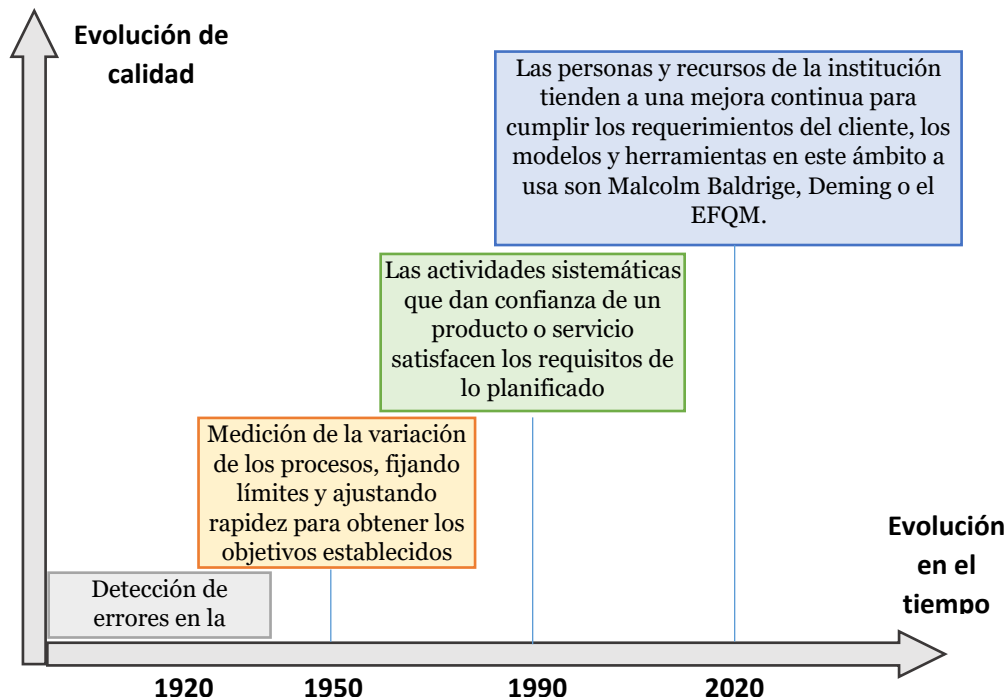 Evolución de
calidad
Las personas y recursos de la institución
tienden a una mejora continua para
cumplir los requerimientos del cliente, los
modelos y herramientas en este ámbito a
usa son Malcolm Baldrige, Deming o el
EFQM.
Las actividades sistemáticas
que dan confianza de un
producto o servicio
satisfacen los requisitos de
lo planificado
Medición de la variación
de los procesos, fijando
límites y ajustando
rapidez para obtener los
objetivos establecidos
Detección de
errores en la
Evolución
en el
tiempo
1920 1950 1990 2020